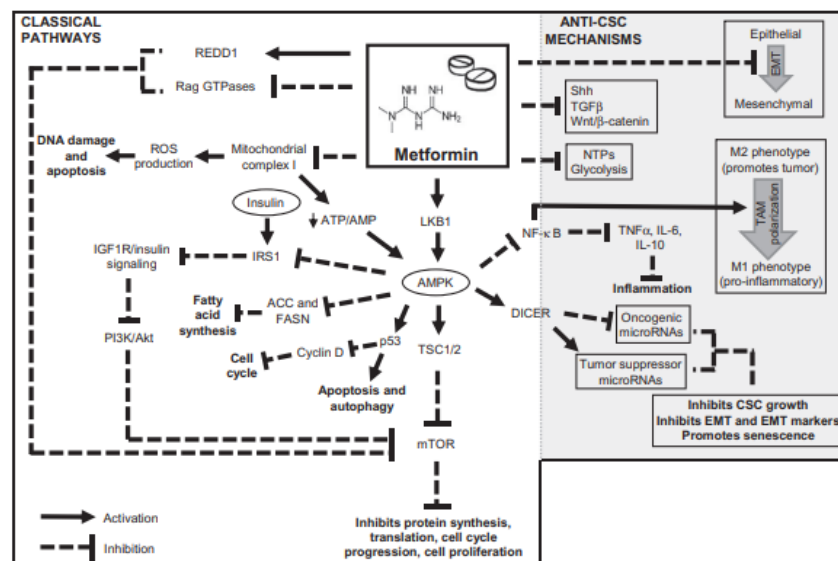 CLASSICAL
PATHWAYS
REDD1
Rag GTPases
NH NH
N N NH₂
H
Metformin
DNA damage
and
apoptosis
ROS
production
Mitochondrial
complex I
Insulin
ATP/AMP
LKB1
IGF1R/insulin
signaling
IRS1
AMPK
Fatty
acid
synthesis
ACC and
FASN
PI3K/Akt
p53
TSC1/2
Cyclin D
Cell
cycle
Apoptosis and
autophagy
mTOR
Inhibits protein synthesis,
translation, cell cycle
progression, cell proliferation
Activation
Inhibition
ANTI-CSC
MECHANISMS
Epithelial
EMT
Mesenchymal
Shh
TGFβ
Wnt/β-catenin
NTPs
Glycolysis
M2 phenotype
(promotes tumor)
TAM
polarization
M1 phenotype
(pro-inflammatory)
NF-κB
TNFα, IL-6,
IL-10
Inflammation
DICER
Oncogenic
microRNAs
Tumor suppressor
microRNAs
Inhibits CSC growth
Inhibits EMT and EMT markers
Promotes senescence